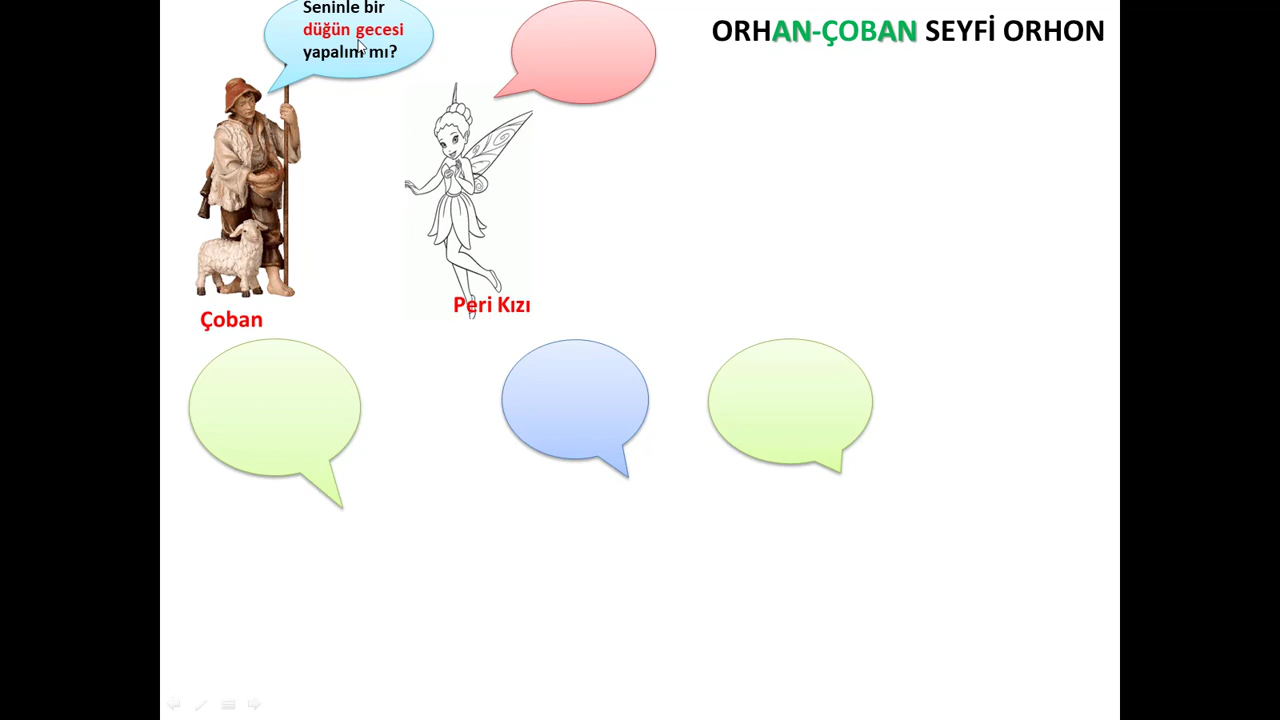 Seninle bir
düğün gecesi
yapalım mı?
ORHAN-ÇOBAN SEYFİ ORHON
Peri Kızı
Çoban